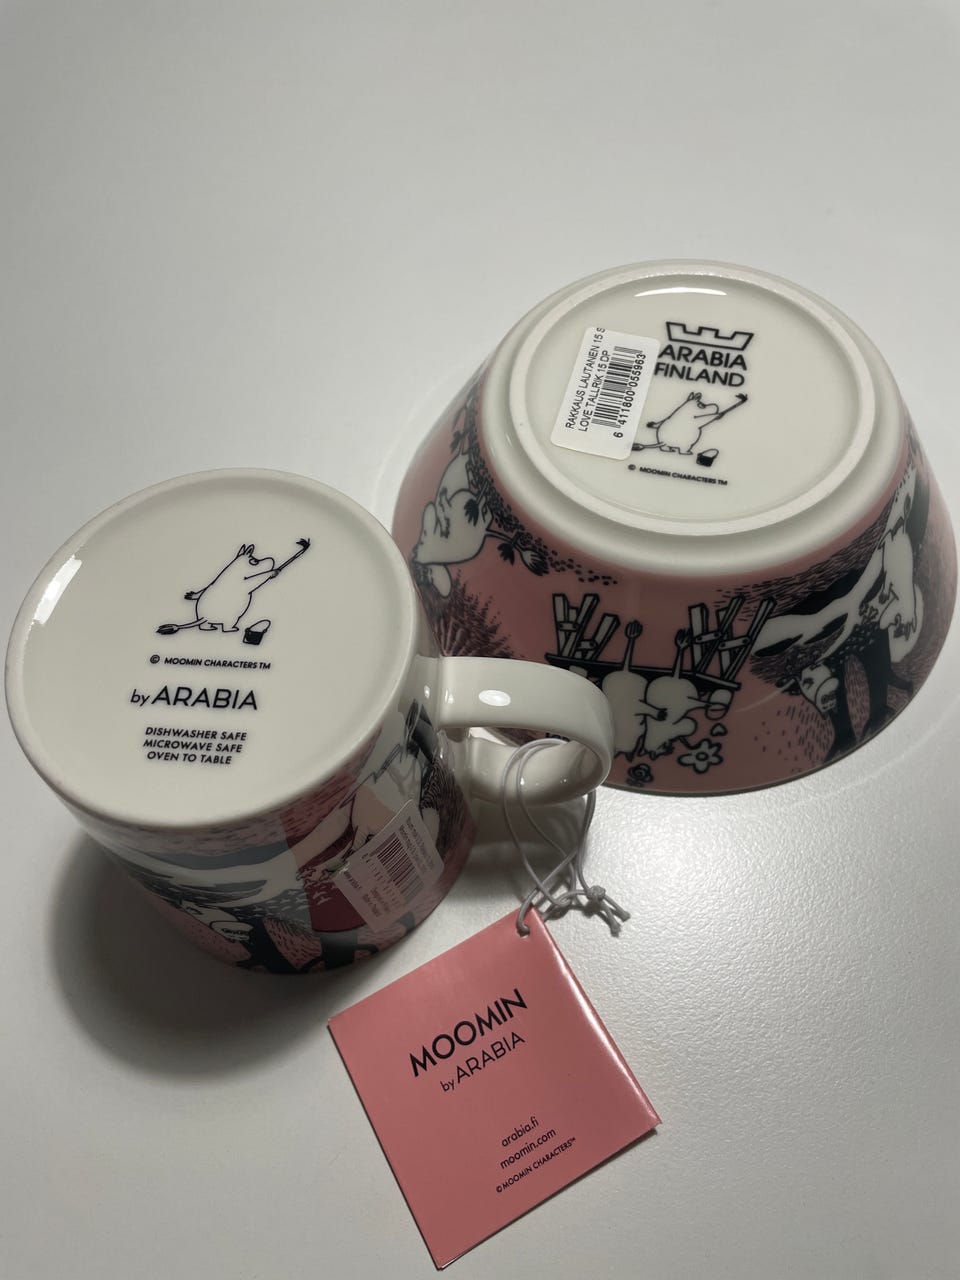 ARABIA
FINLAND
© MOOMIN CHARACTERS TM
RAKKAUS LAUTANEN 15 S
LOVE TALLRIK 15 DP
6 411800 055963
© MOOMIN CHARACTERS TM
by ARABIA
DISHWASHER SAFE
MICROWAVE SAFE
OVEN TO TABLE
MOOMIN
by ARABIA
arabia.fi
moomin.com
© MOOMIN CHARACTERS™